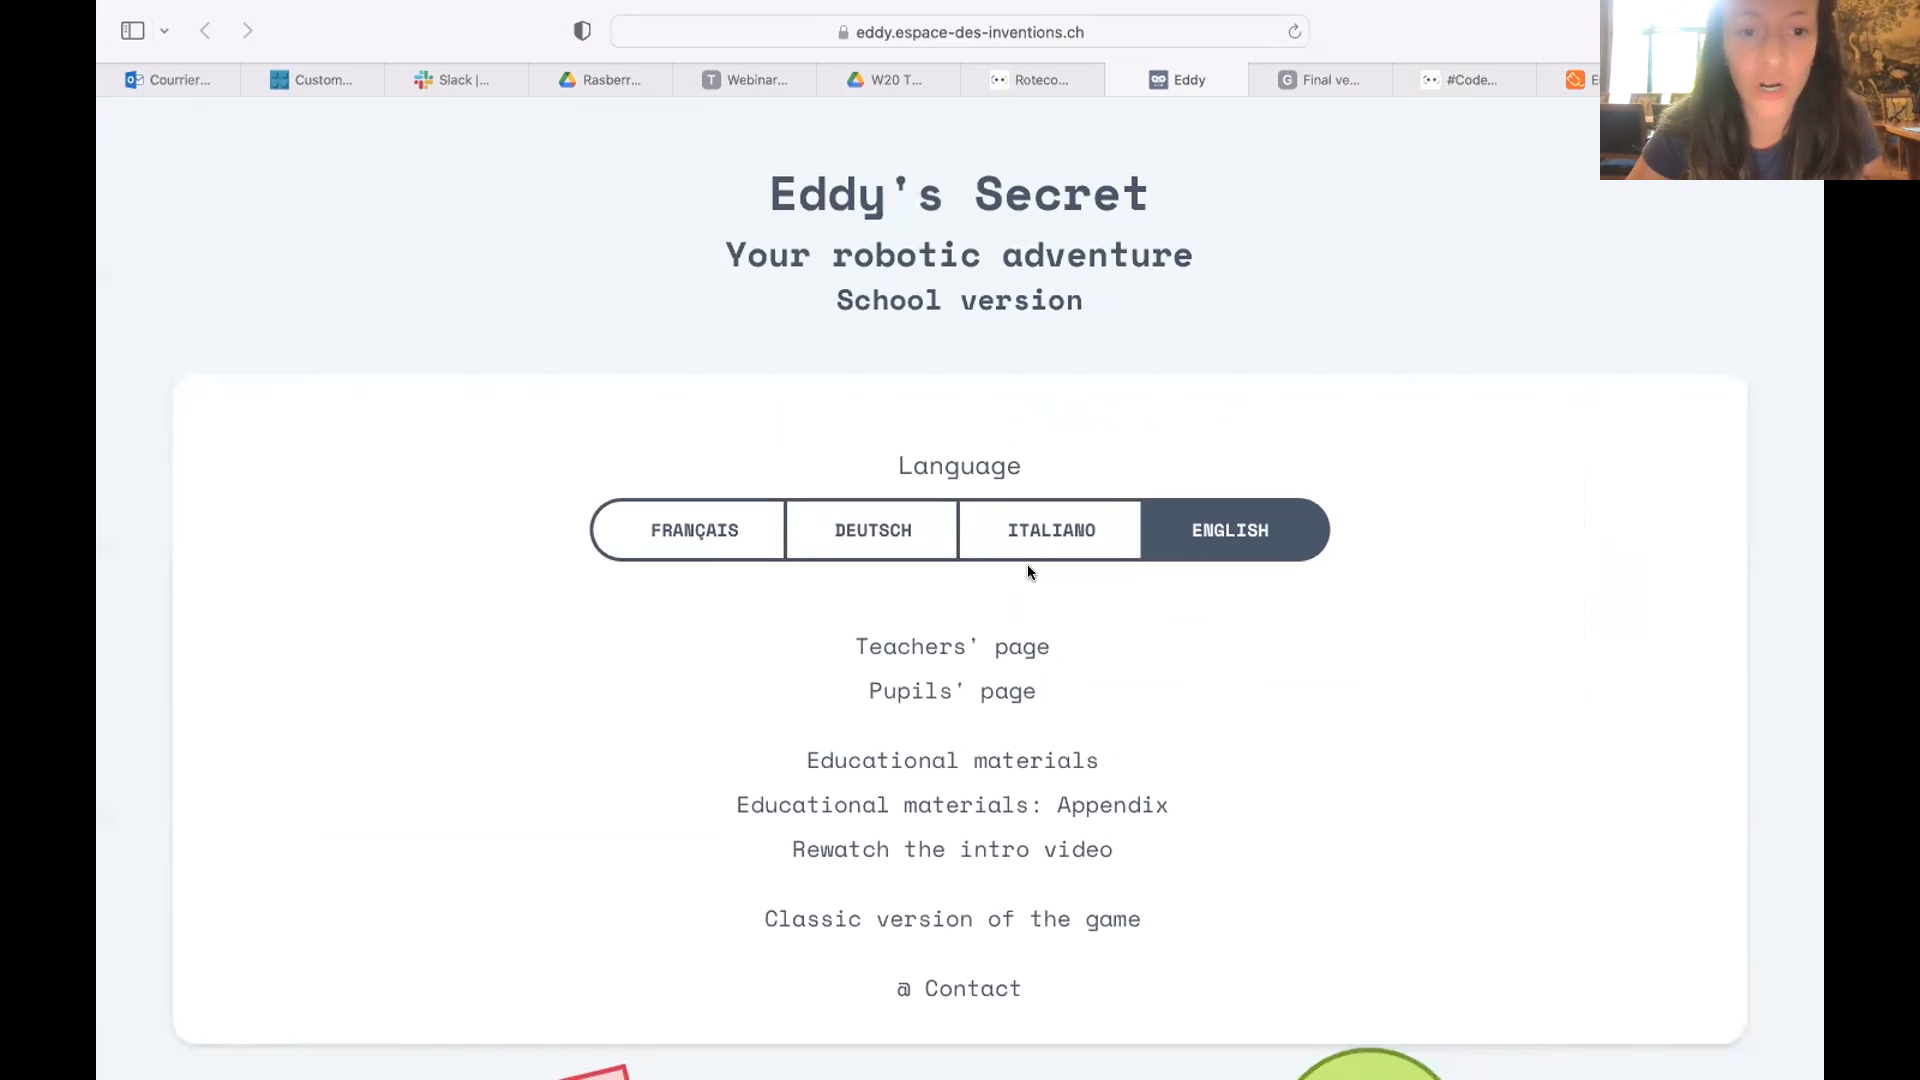 eddy.espace-des-inventions.ch
Courrier...
Custom...
Slack |...
Rasberr...
T Webinar...
W20 T...
Roteco...
Eddy
G Final ve...
#Code...
Eddy's Secret
Your robotic adventure
School version
Language
FRANÇAIS DEUTSCH ITALIANO ENGLISH
Teachers' page
Pupils' page
Educational materials
Educational materials: Appendix
Rewatch the intro video
Classic version of the game
@ Contact